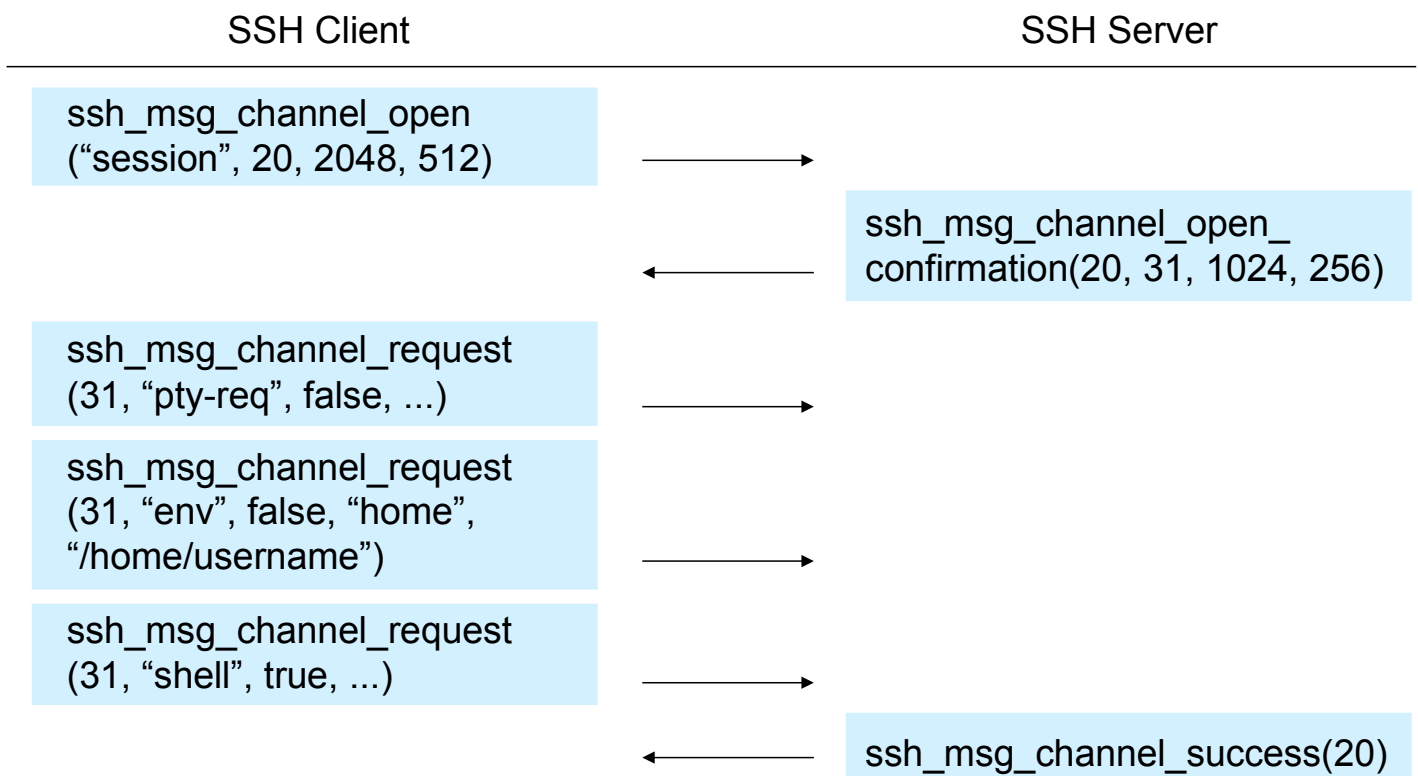 SSH Client
SSH Server
ssh_msg_channel_open
(“session”, 20, 2048, 512)
ssh_msg_channel_open_
confirmation(20, 31, 1024, 256)
ssh_msg_channel_request
(31, “pty-req”, false, ...)
ssh_msg_channel_request
(31, “env”, false, “home”,
“/home/username”)
ssh_msg_channel_request
(31, “shell”, true, ...)
ssh_msg_channel_success(20)